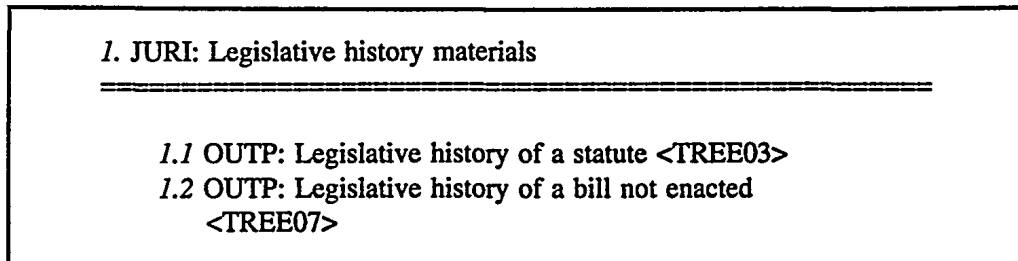 1. JURI: Legislative history materials
1.1 OUTP: Legislative history of a statute <TREE03>
1.2 OUTP: Legislative history of a bill not enacted
<TREE07>